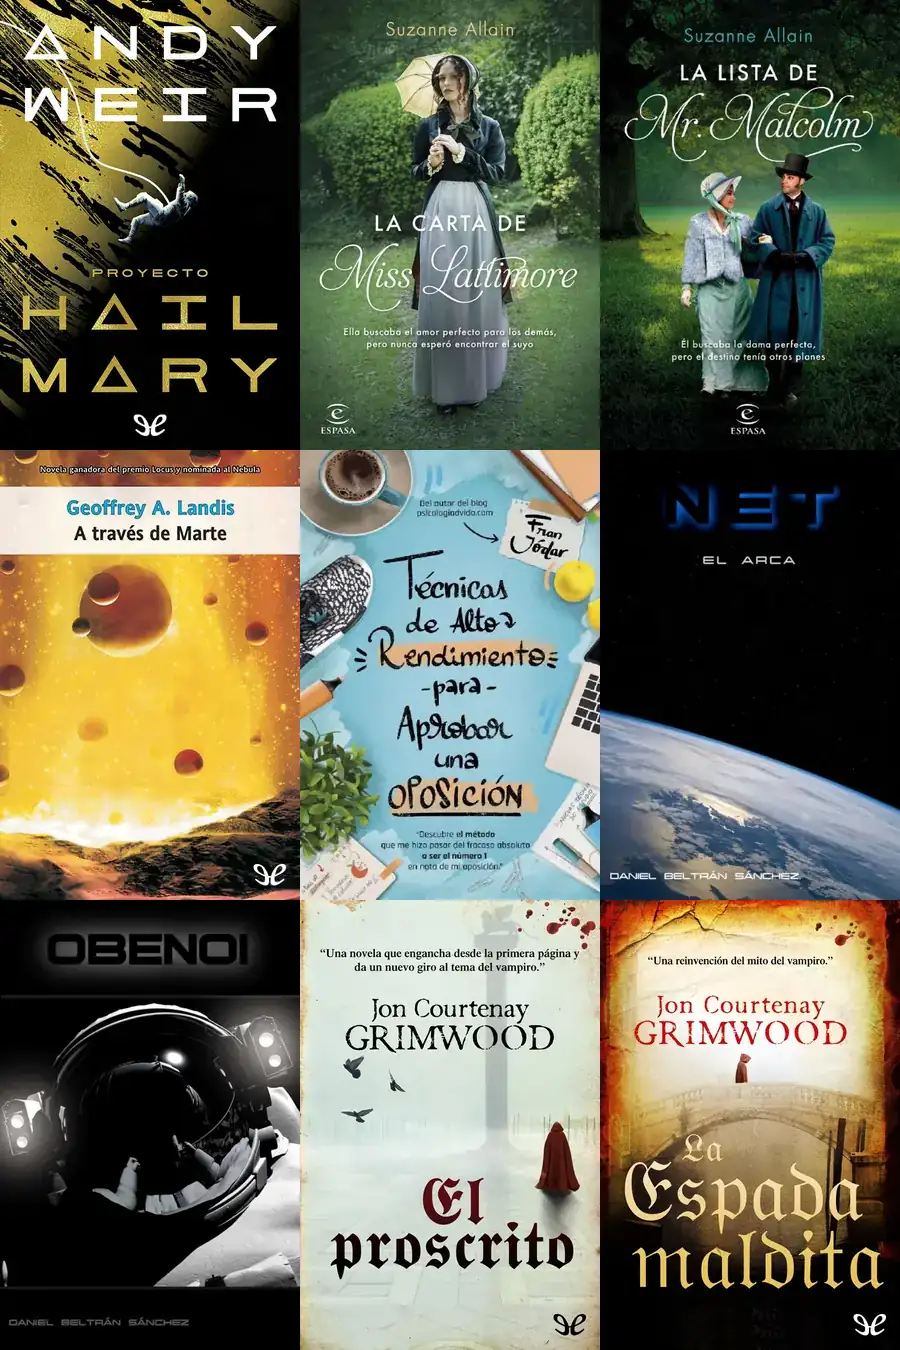 ANDY
WEIR
PROYECTO
HAIL
MARY
Suzanne Allain
LA CARTA DE
Miss Lattimore
Ella buscaba el amor perfecto para los demás,
pero nunca esperó encontrar el suyo
e
ESPASA
Suzanne Allain
LA LISTA DE
Mr. Malcolm
Él buscaba la dama perfecta,
pero el destino tenía otros planes
e
ESPASA
Novela ganadora del premio Locus y nominada al Nebula
Geoffrey A. Landis
A través de Marte
Del autor del blog
psicologiadvida.com
Fran
Jódar
Técnicas
de Alto
Rendimiento
-para-
Aprobar
una
OPOSICIÓN
"Descubre el método
que me hizo pasar del fracaso absoluto
a ser el número 1
en nota de mi oposición."
NET
EL ARCA
DANIEL BELTRÁN SÁNCHEZ
OBENOI
DANIEL BELTRÁN SÁNCHEZ
“Una novela que engancha desde la primera página y
da un nuevo giro al tema del vampiro.”
Jon Courtenay
GRIMWOOD
El
proscrito
“Una reinvención del mito del vampiro.”
Jon Courtenay
GRIMWOOD
La
Espada
maldita